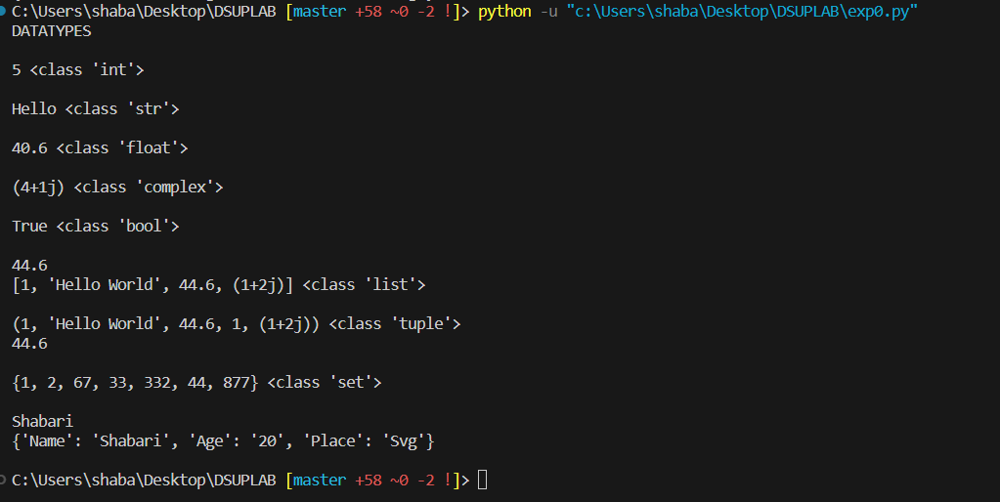 C:\Users\shaba\Desktop\DSUPLAB [master +58 ~0 -2 !]> python -u "c:\Users\shaba\Desktop\DSUPLAB\exp0.py"
DATATYPES
5 <class 'int'>
Hello <class 'str'>
40.6 <class 'float'>
(4+1j) <class 'complex'>
True <class 'bool'>
44.6
[1, 'Hello World', 44.6, (1+2j)] <class 'list'>
(1, 'Hello World', 44.6, 1, (1+2j)) <class 'tuple'>
44.6
{1, 2, 67, 33, 332, 44, 877} <class 'set'>
Shabari
{'Name': 'Shabari', 'Age': '20', 'Place': 'Svg'}
C:\Users\shaba\Desktop\DSUPLAB [master +58 ~0 -2 !]>